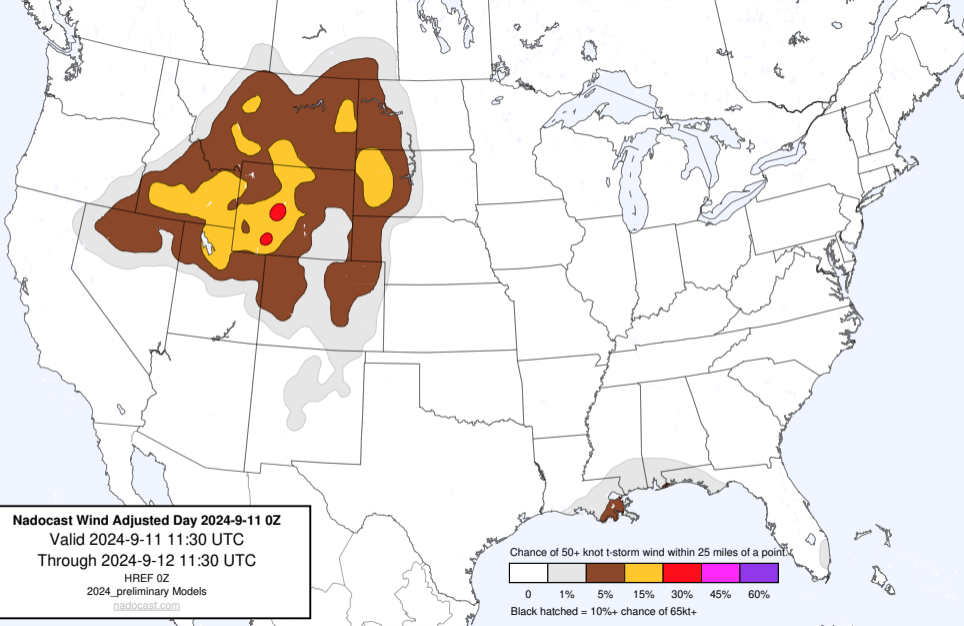 Nadocast Wind Adjusted Day 2024-9-11 0Z
Valid 2024-9-11 11:30 UTC
Through 2024-9-12 11:30 UTC
HREF 0Z
2024_preliminary Models
nadocast.com
Chance of 50+ knot t-storm wind within 25 miles of a point.
0 1% 5% 15% 30% 45% 60%
Black hatched = 10%+ chance of 65kt+